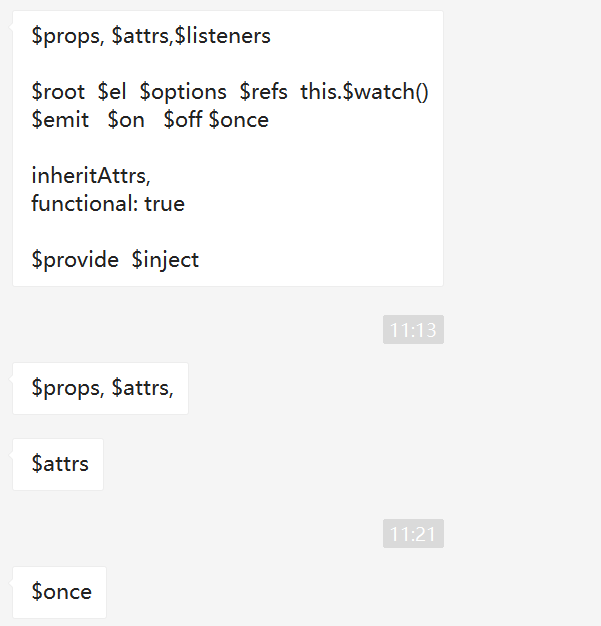 $props, $attrs,$listeners
$root $el $options $refs this.$watch()
$emit $on $off $once
inheritAttrs,
functional: true
$provide $inject
11:13
$props, $attrs,
$attrs
11:21
$once